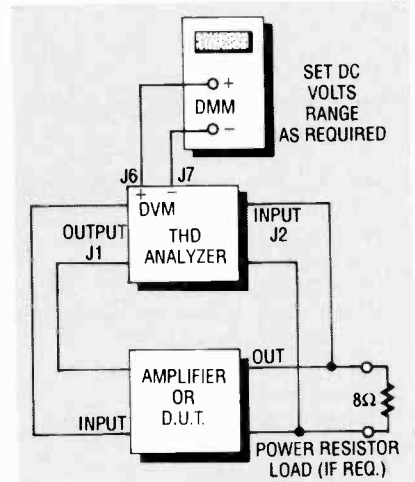 SET DC
VOLTS
RANGE
AS REQUIRED
+
DMM
−
J6
J7
+
−
DVM
OUTPUT
J1
THD
ANALYZER
INPUT
J2
AMPLIFIER
OR
D.U.T.
OUT
INPUT
8Ω
POWER RESISTOR
LOAD (IF REQ.)